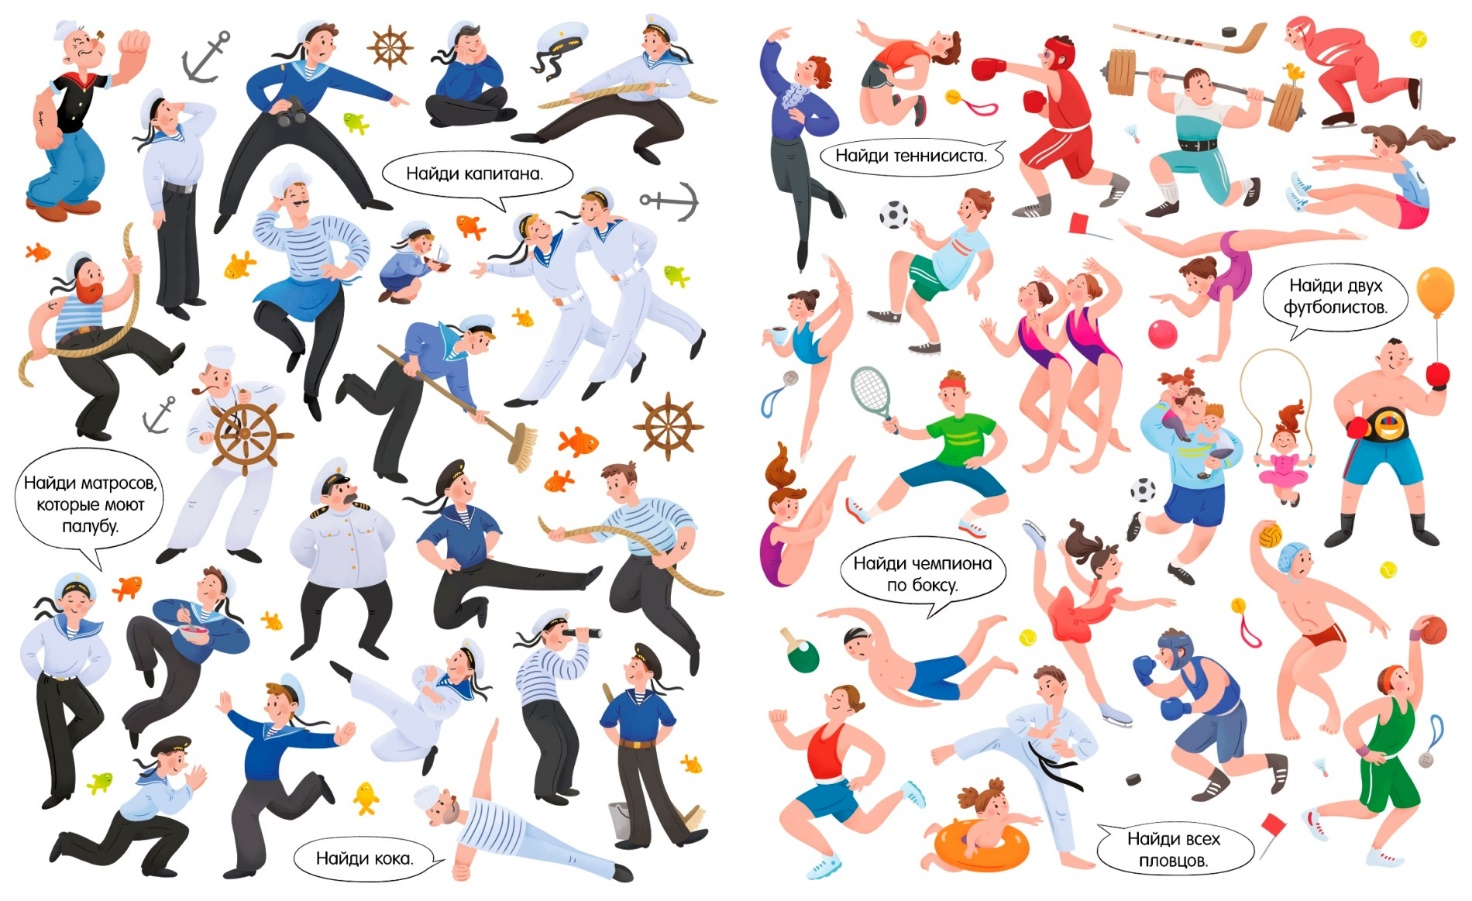 Найди капитана.
Найди матросов,
которые моют
палубу.
Найди кока.
Найди теннисиста.
Найди двух
футболистов.
Найди чемпиона
по боксу.
Найди всех
пловцов.